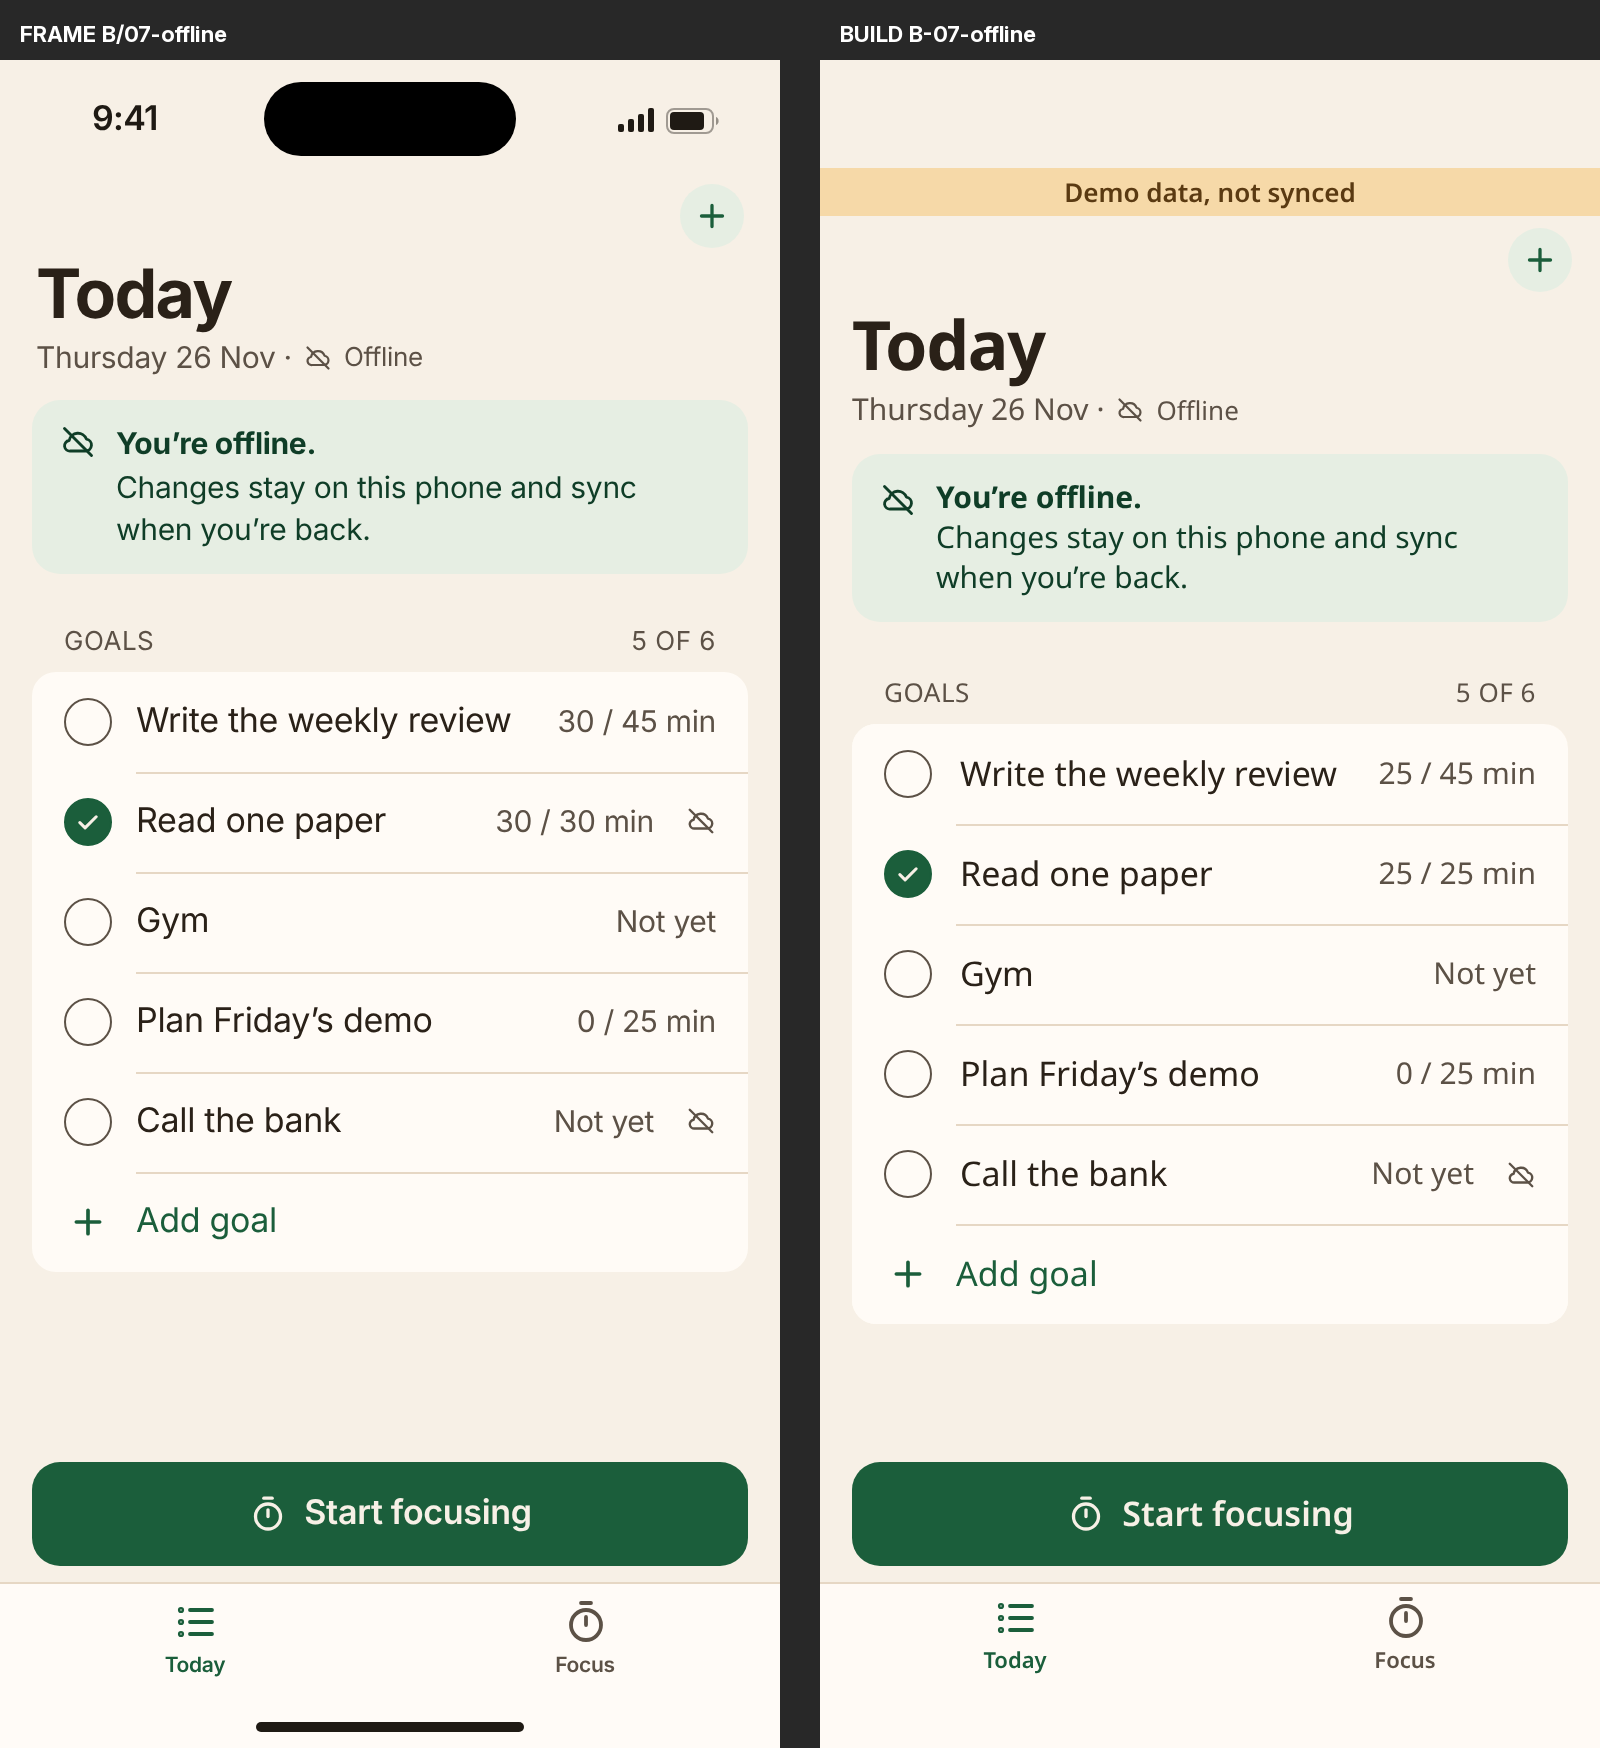 FRAME B/07-offline
9:41
Today
Thursday 26 Nov · Offline
You’re offline.
Changes stay on this phone and sync
when you’re back.
GOALS 5 OF 6
Write the weekly review 30 / 45 min
Read one paper 30 / 30 min
Gym Not yet
Plan Friday’s demo 0 / 25 min
Call the bank Not yet
Add goal
Start focusing
Today Focus
BUILD B-07-offline
Demo data, not synced
Today
Thursday 26 Nov · Offline
You’re offline.
Changes stay on this phone and sync
when you’re back.
GOALS 5 OF 6
Write the weekly review 25 / 45 min
Read one paper 25 / 25 min
Gym Not yet
Plan Friday’s demo 0 / 25 min
Call the bank Not yet
Add goal
Start focusing
Today Focus